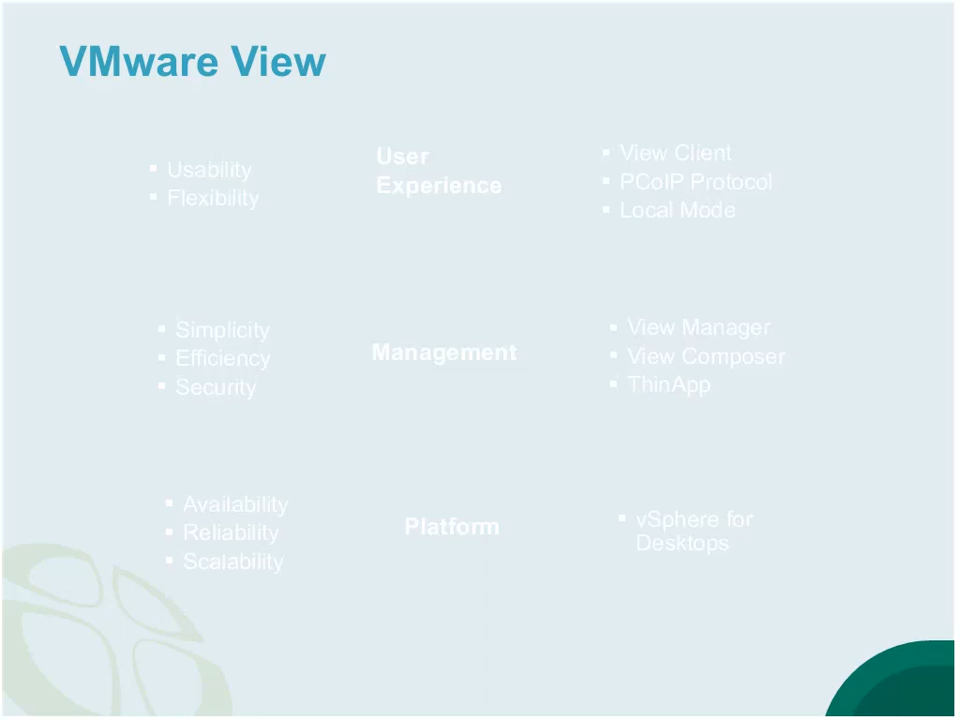 VMware View
▪ Usability
▪ Flexibility
User
Experience
▪ View Client
▪ PCoIP Protocol
▪ Local Mode
▪ Simplicity
▪ Efficiency
▪ Security
Management
▪ View Manager
▪ View Composer
▪ ThinApp
▪ Availability
▪ Reliability
▪ Scalability
Platform
▪ vSphere for
Desktops